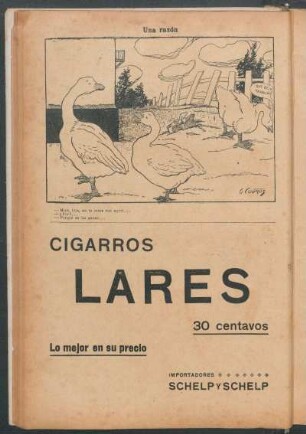 Una razón
CIGARROS
LARES
30 centavos
Lo mejor en su precio
IMPORTADORES
SCHELP Y SCHELP